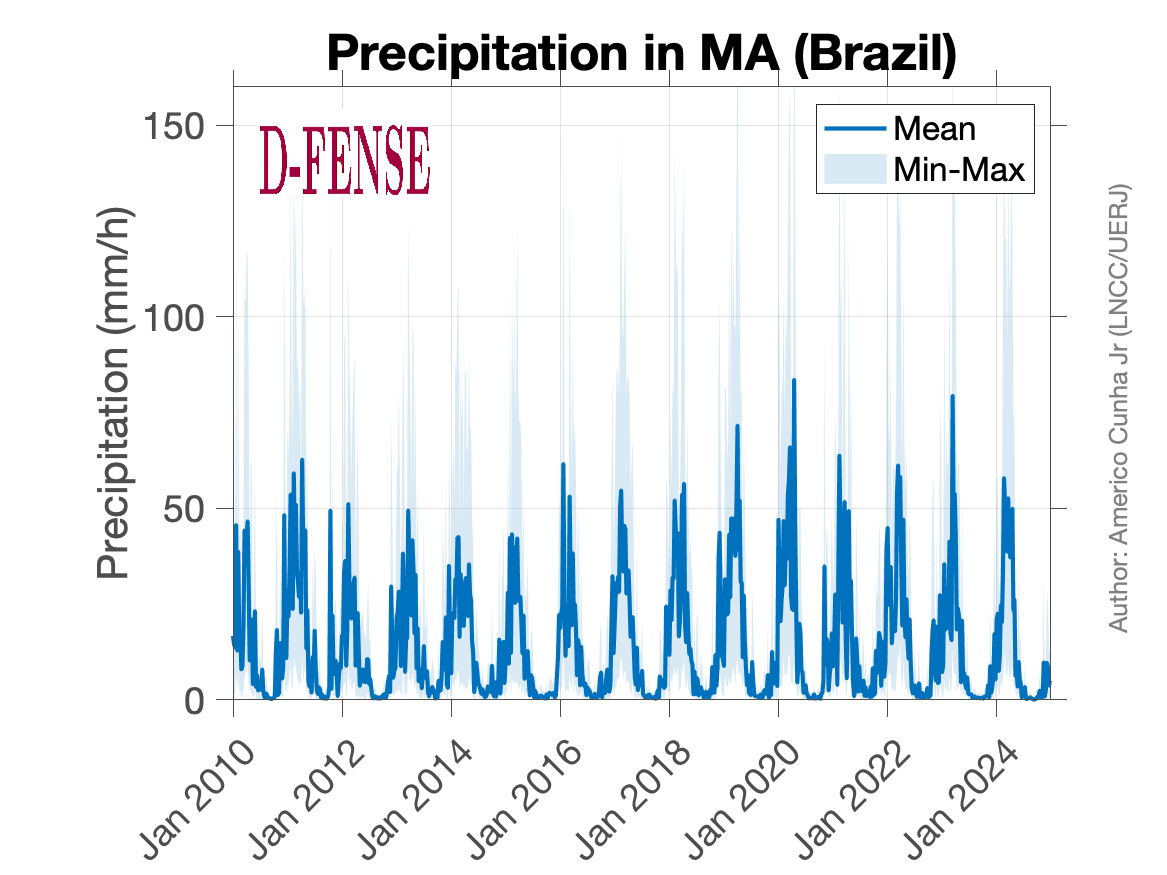 Precipitation in MA (Brazil)
D-FENSE
Mean
Min-Max
150
100
50
0
Precipitation (mm/h)
Jan 2010
Jan 2012
Jan 2014
Jan 2016
Jan 2018
Jan 2020
Jan 2022
Jan 2024
Author: Americo Cunha Jr (LNCC/UERJ)